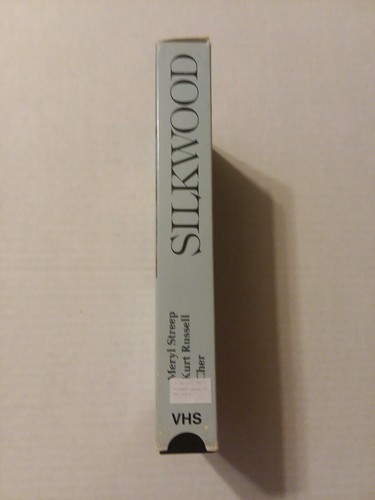 SILKWOOD
Meryl Streep
Kurt Russell
Cher
VHS